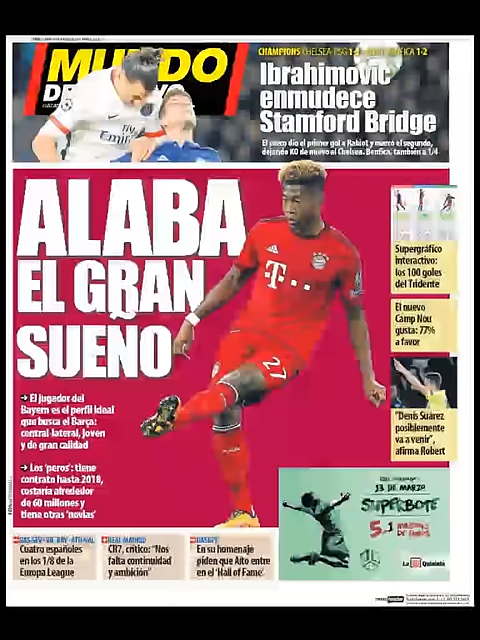 CHAMPIONS CHELSEA-PSG 1-2
1-2
MUNDO
Ibrahimovic
enmudece
Stamford Bridge
El sueco dio el primer gol a Rabiot y marcó el segundo,
dejando KO de nuevo al Chelsea. Benfica, también a 1/4
Fly
Emirates
ALABA
EL GRAN
SUEÑO
→ El jugador del
Bayern es el perfil ideal
que busca el Barça:
central-lateral, joven
y de gran calidad
→ Los 'peros': tiene
contrato hasta 2018,
costaría alrededor
de 60 millones y
tiene otras 'novias'
T
27
Supergráfico
interactivo:
los 100 goles
del Tridente
El nuevo
Camp Nou
gusta: 77%
a favor
"Denis Suárez
posiblemente
va a venir",
afirma Robert
13 DE MARZO
SUPERBOTE
5,1
La Quiniela
Cuatro españoles
en los 1/8 de la
Europa League
REAL MADRID
CR7, crítico: "Nos
falta continuidad
y ambición"
En su homenaje
piden que Aíto entre
en el 'Hall of Fame'